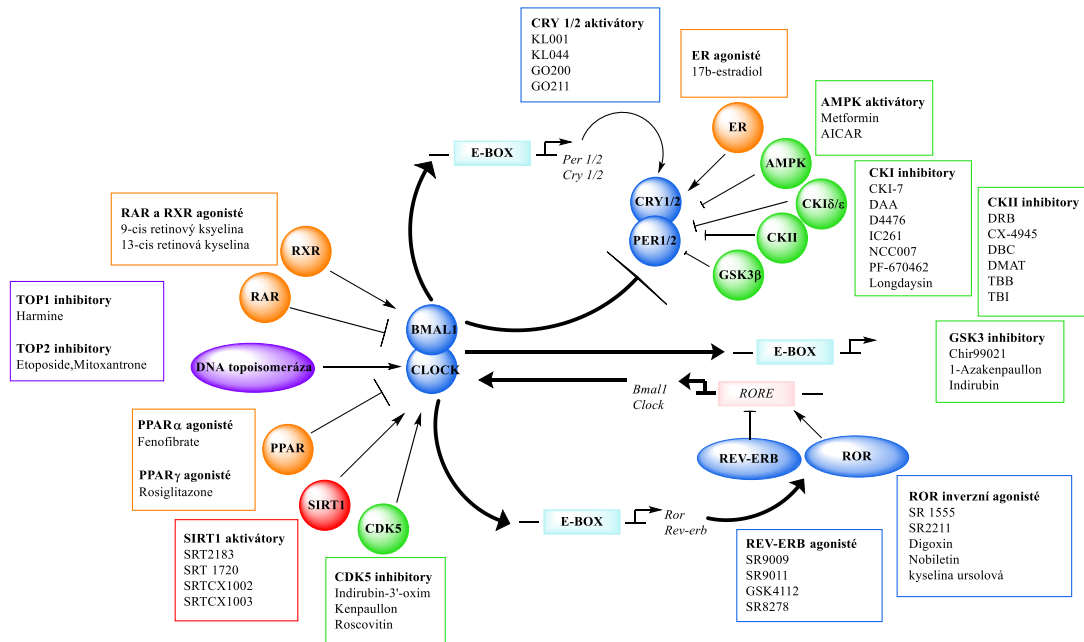 CRY 1/2 aktivátory
KL001
KL044
GO200
GO211
ER agonisté
17b-estradiol
AMPK aktivátory
Metformin
AICAR
CKI inhibitory
CKI-7
DAA
D4476
IC261
NCC007
PF-670462
Longdaysin
CKII inhibitory
DRB
CX-4945
DBC
DMAT
TBB
TBI
GSK3 inhibitory
Chir99021
1-Azakenpaullon
Indirubin
E-BOX
Per 1/2
Cry 1/2
ER
AMPK
CKIδ/ε
CKII
GSK3β
CRY1/2
PER1/2
RAR a RXR agonisté
9-cis retinový ksyelina
13-cis retinová kyselina
RXR
RAR
TOP1 inhibitory
Harmine
TOP2 inhibitory
Etoposide,Mitoxantrone
DNA topoisomeráza
BMAL1
CLOCK
E-BOX
Bmal1
Clock
RORE
REV-ERB
ROR
PPARα agonisté
Fenofibrate
PPARγ agonisté
Rosiglitazone
PPAR
SIRT1
CDK5
SIRT1 aktivátory
SRT2183
SRT 1720
SRTCX1002
SRTCX1003
CDK5 inhibitory
Indirubin-3'-oxim
Kenpaullon
Roscovitin
E-BOX
Ror
Rev-erb
REV-ERB agonisté
SR9009
SR9011
GSK4112
SR8278
ROR inverzní agonisté
SR 1555
SR2211
Digoxin
Nobiletin
kyselina ursolová